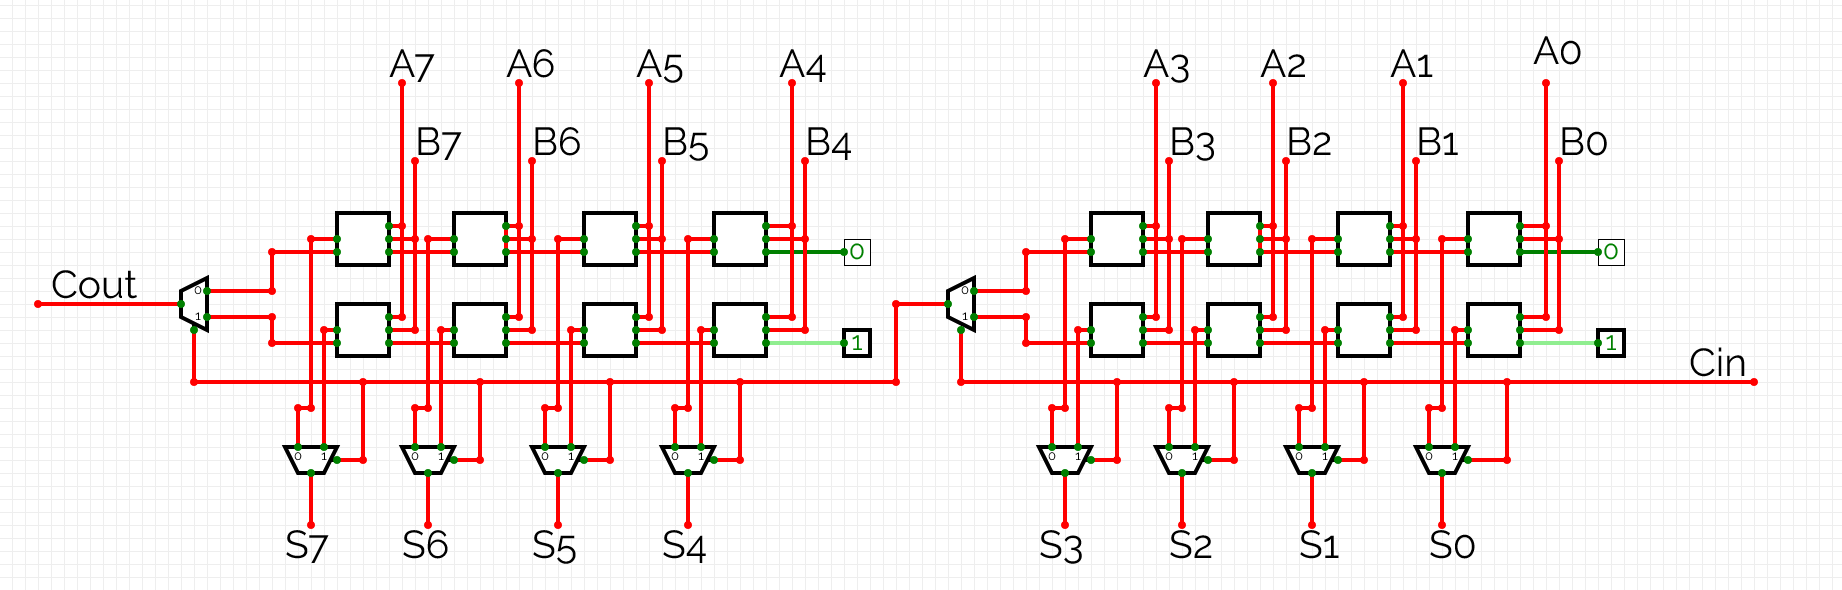 A7 A6 A5 A4 A3 A2 A1 A0
B7 B6 B5 B4 B3 B2 B1 B0
0 0
Cout 0 1 0 1
1 1
Cin
0 1 0 1 0 1 0 1 0 1 0 1 0 1 0 1
S7 S6 S5 S4 S3 S2 S1 S0